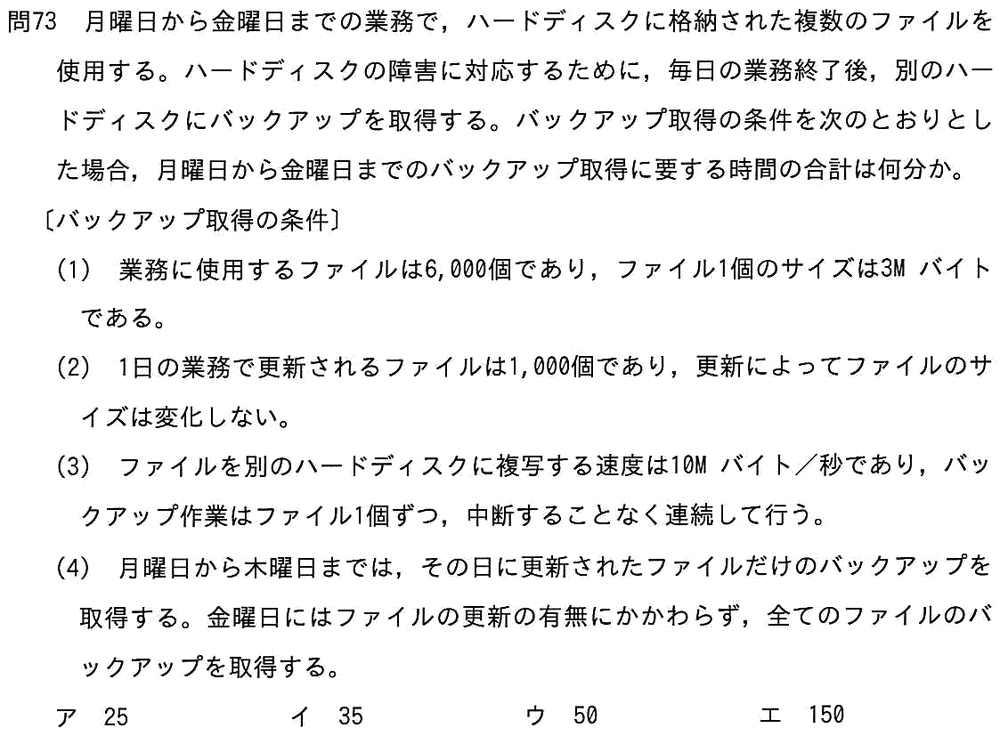 問73　月曜日から金曜日までの業務で，ハードディスクに格納された複数のファイルを
使用する。ハードディスクの障害に対応するために，毎日の業務終了後，別のハー
ドディスクにバックアップを取得する。バックアップ取得の条件を次のとおりとし
た場合，月曜日から金曜日までのバックアップ取得に要する時間の合計は何分か。
〔バックアップ取得の条件〕
(1)　業務に使用するファイルは6,000個であり，ファイル1個のサイズは3M バイト
である。
(2)　1日の業務で更新されるファイルは1,000個であり，更新によってファイルのサ
イズは変化しない。
(3)　ファイルを別のハードディスクに複写する速度は10M バイト／秒であり，バッ
クアップ作業はファイル1個ずつ，中断することなく連続して行う。
(4)　月曜日から木曜日までは，その日に更新されたファイルだけのバックアップを
取得する。金曜日にはファイルの更新の有無にかかわらず，全てのファイルのバ
ックアップを取得する。
ア　25　イ　35　ウ　50　エ　150